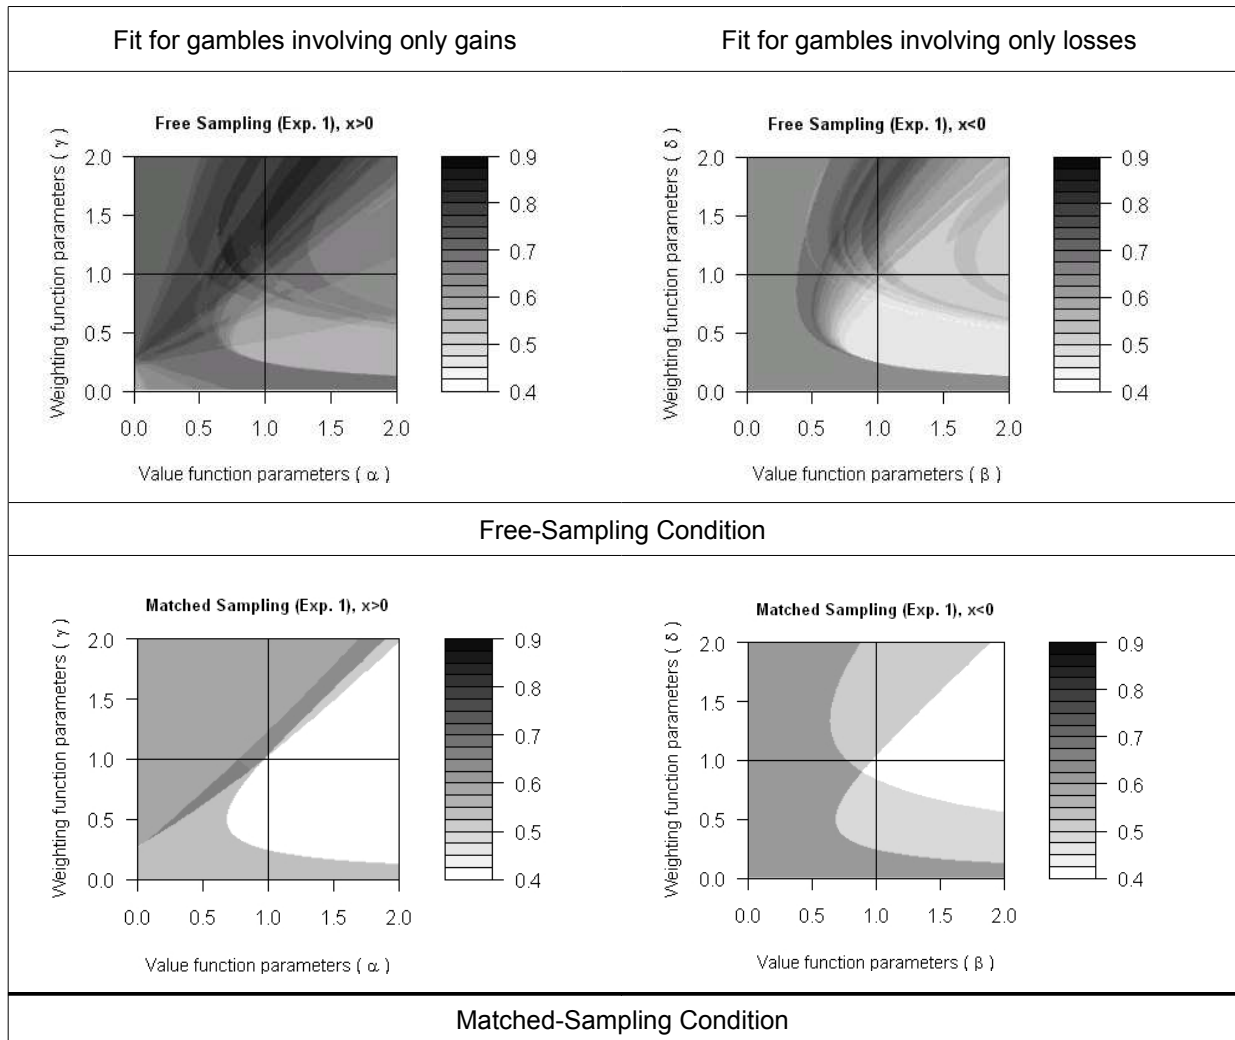 Fit for gambles involving only gains
Fit for gambles involving only losses
Free Sampling (Exp. 1), x>0
Weighting function parameters ( γ )
2.0
1.5
1.0
0.5
0.0
0.0 0.5 1.0 1.5 2.0
Value function parameters ( α )
0.9
0.8
0.7
0.6
0.5
0.4
Free Sampling (Exp. 1), x<0
Weighting function parameters ( δ )
2.0
1.5
1.0
0.5
0.0
0.0 0.5 1.0 1.5 2.0
Value function parameters ( β )
0.9
0.8
0.7
0.6
0.5
0.4
Free-Sampling Condition
Matched Sampling (Exp. 1), x>0
Weighting function parameters ( γ )
2.0
1.5
1.0
0.5
0.0
0.0 0.5 1.0 1.5 2.0
Value function parameters ( α )
0.9
0.8
0.7
0.6
0.5
0.4
Matched Sampling (Exp. 1), x<0
Weighting function parameters ( δ )
2.0
1.5
1.0
0.5
0.0
0.0 0.5 1.0 1.5 2.0
Value function parameters ( β )
0.9
0.8
0.7
0.6
0.5
0.4
Matched-Sampling Condition